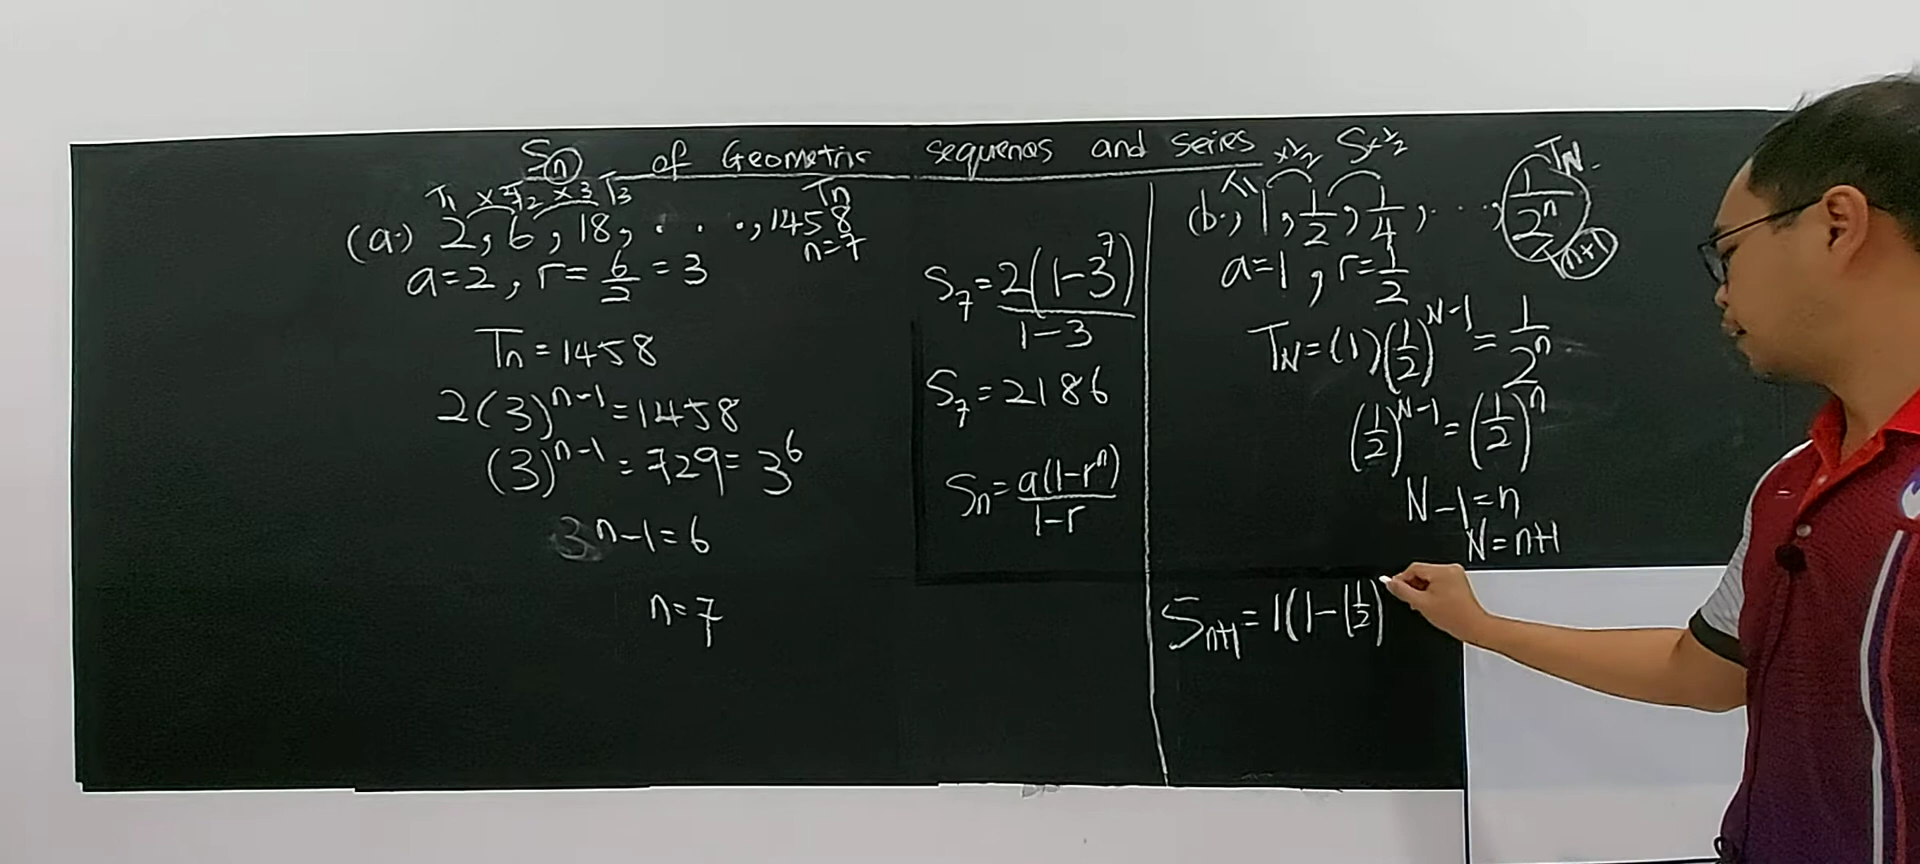 Sn of Geometric sequences and series
T1 ×3 T2 ×3 T3 Tn
(a.) 2, 6, 18, . . ., 1458
n=7
a=2, r=6/2=3
Tn=1458
2(3)^n-1=1458
(3)^n-1=729=3^6
3 n-1=6
n=7
S7=2(1-3^7)/1-3
S7=2186
Sn=a(1-r^n)/1-r
T1 ×1/2 ×1/2 TN.
(b., 1, 1/2, 1/4, . . ., 1/2^n
Tn+1
a=1, r=1/2
TN=(1)(1/2)^N-1=1/2^n
(1/2)^N-1=(1/2)^n
N-1=n
N=n+1
Sn+1=1(1-(1/2)